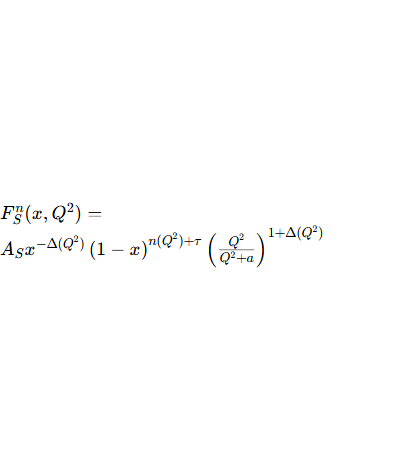 $F_S^n(x, Q^2) =$
$A_S x^{-\Delta(Q^2)} (1-x)^{n(Q^2)+\tau} \left( \frac{Q^2}{Q^2+a} \right)^{1+\Delta(Q^2)}$